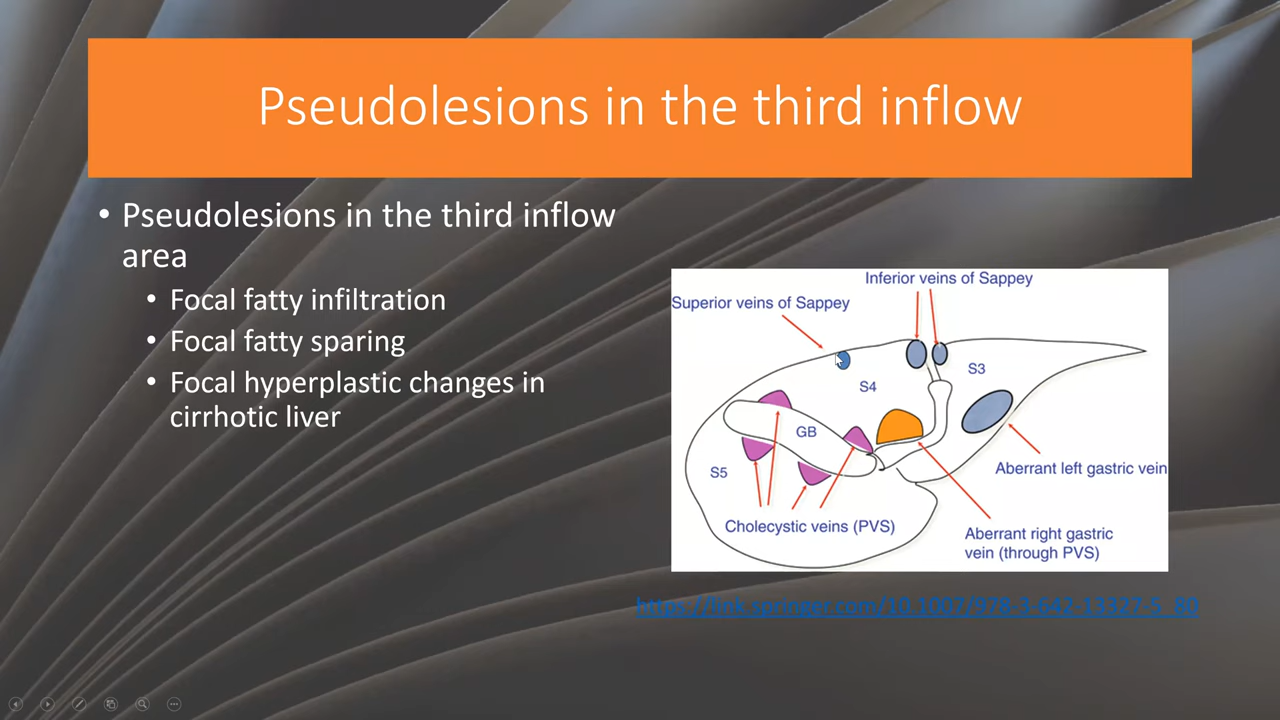 Pseudolesions in the third inflow
• Pseudolesions in the third inflow
area
• Focal fatty infiltration
• Focal fatty sparing
• Focal hyperplastic changes in
cirrhotic liver
Inferior veins of Sappey
Superior veins of Sappey
S3
S4
GB
S5
Aberrant left gastric vein
Cholecystic veins (PVS)
Aberrant right gastric
vein (through PVS)
https://link.springer.com/10.1007/978-3-642-13327-5_80